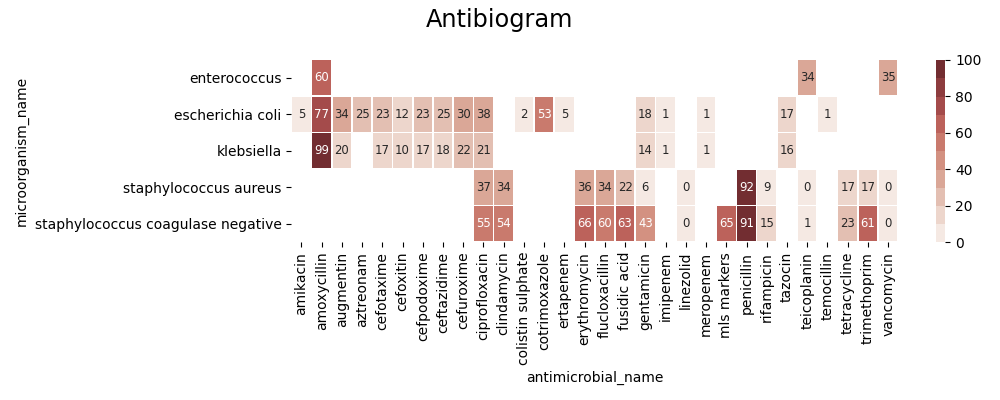 Antibiogram
microorganism_name
enterococcus 60 34 35
escherichia coli 5 77 34 25 23 12 23 25 30 38 2 53 5 18 1 1 17 1
klebsiella 99 20 17 10 17 18 22 21 14 1 1 16
staphylococcus aureus 37 34 36 34 22 6 0 92 9 0 17 17 0
staphylococcus coagulase negative 55 54 66 60 63 43 0 65 91 15 1 23 61 0
amikacin
amoxycillin
augmentin
aztreonam
cefotaxime
cefoxitin
cefpodoxime
ceftazidime
cefuroxime
ciprofloxacin
clindamycin
colistin sulphate
cotrimoxazole
ertapenem
erythromycin
flucloxacillin
fusidic acid
gentamicin
imipenem
linezolid
meropenem
mls markers
penicillin
rifampicin
tazocin
teicoplanin
temocillin
tetracycline
trimethoprim
vancomycin
antimicrobial_name
100
80
60
40
20
0